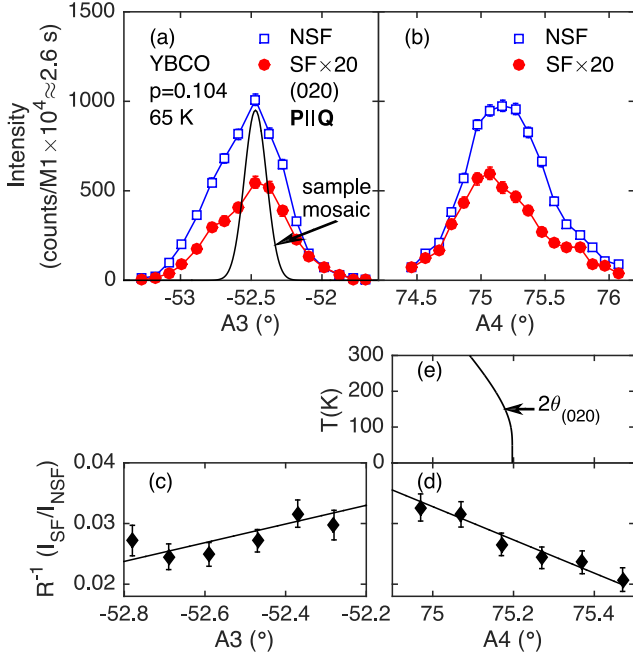 (a)
NSF
YBCO
SF×20
p=0.104
(020)
65 K
P||Q
sample
mosaic
1500
1000
500
0
Intensity
(counts/M1 × 10⁴≈2.6 s)
-53
-52.5
-52
A3 (°)
(b)
NSF
SF×20
74.5
75
75.5
76
A4 (°)
(e)
300
200
100
0
T(K)
2θ(020)
(c)
0.04
0.03
0.02
R⁻¹ (I_SF/I_NSF)
-52.8
-52.6
-52.4
-52.2
A3 (°)
(d)
75
75.2
75.4
A4 (°)